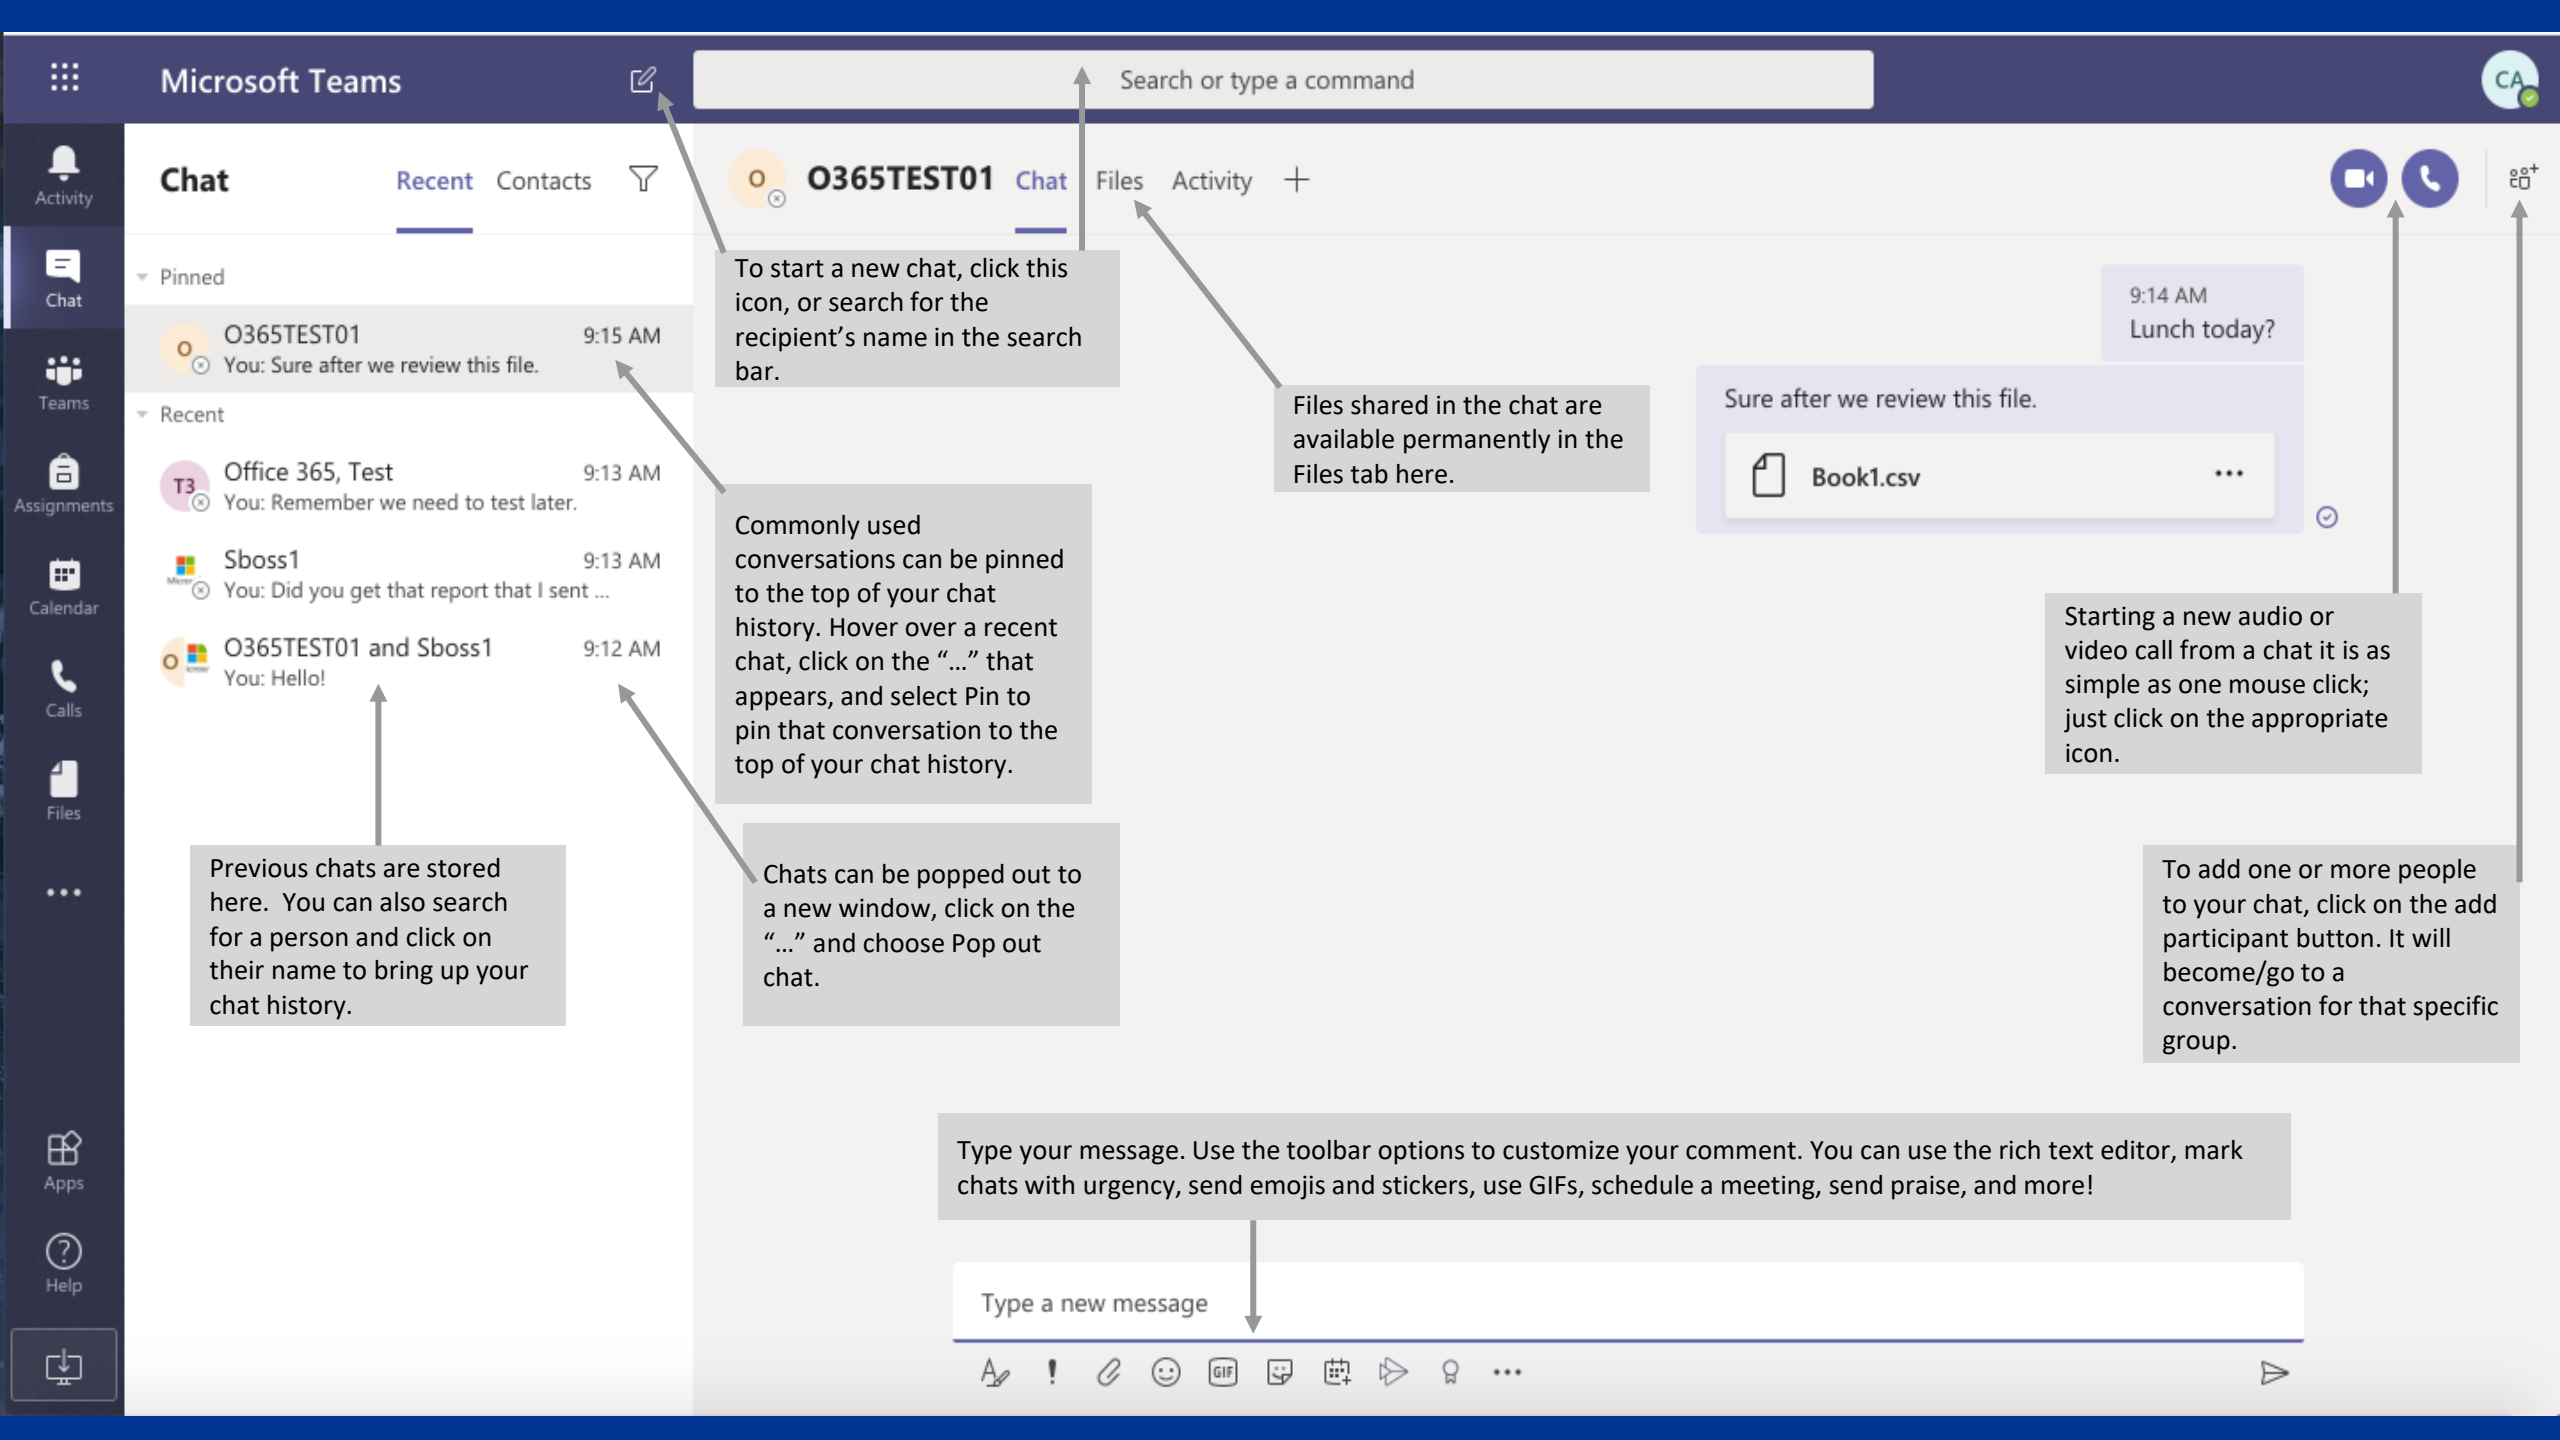 Microsoft Teams
Search or type a command
CA
Activity
Chat
Teams
Assignments
Calendar
Calls
Files
Apps
Help
Chat
Recent
Contacts
Pinned
O
O365TEST01
9:15 AM
You: Sure after we review this file.
Recent
T3
Office 365, Test
9:13 AM
You: Remember we need to test later.
Sboss1
9:13 AM
You: Did you get that report that I sent ...
O
O365TEST01 and Sboss1
9:12 AM
You: Hello!
O
O365TEST01
Chat
Files
Activity
To start a new chat, click this
icon, or search for the
recipient’s name in the search
bar.
Files shared in the chat are
available permanently in the
Files tab here.
9:14 AM
Lunch today?
Sure after we review this file.
Book1.csv
Commonly used
conversations can be pinned
to the top of your chat
history. Hover over a recent
chat, click on the “…” that
appears, and select Pin to
pin that conversation to the
top of your chat history.
Starting a new audio or
video call from a chat it is as
simple as one mouse click;
just click on the appropriate
icon.
Previous chats are stored
here.  You can also search
for a person and click on
their name to bring up your
chat history.
Chats can be popped out to
a new window, click on the
“…” and choose Pop out
chat.
To add one or more people
to your chat, click on the add
participant button. It will
become/go to a
conversation for that specific
group.
Type your message. Use the toolbar options to customize your comment. You can use the rich text editor, mark
chats with urgency, send emojis and stickers, use GIFs, schedule a meeting, send praise, and more!
Type a new message
GIF